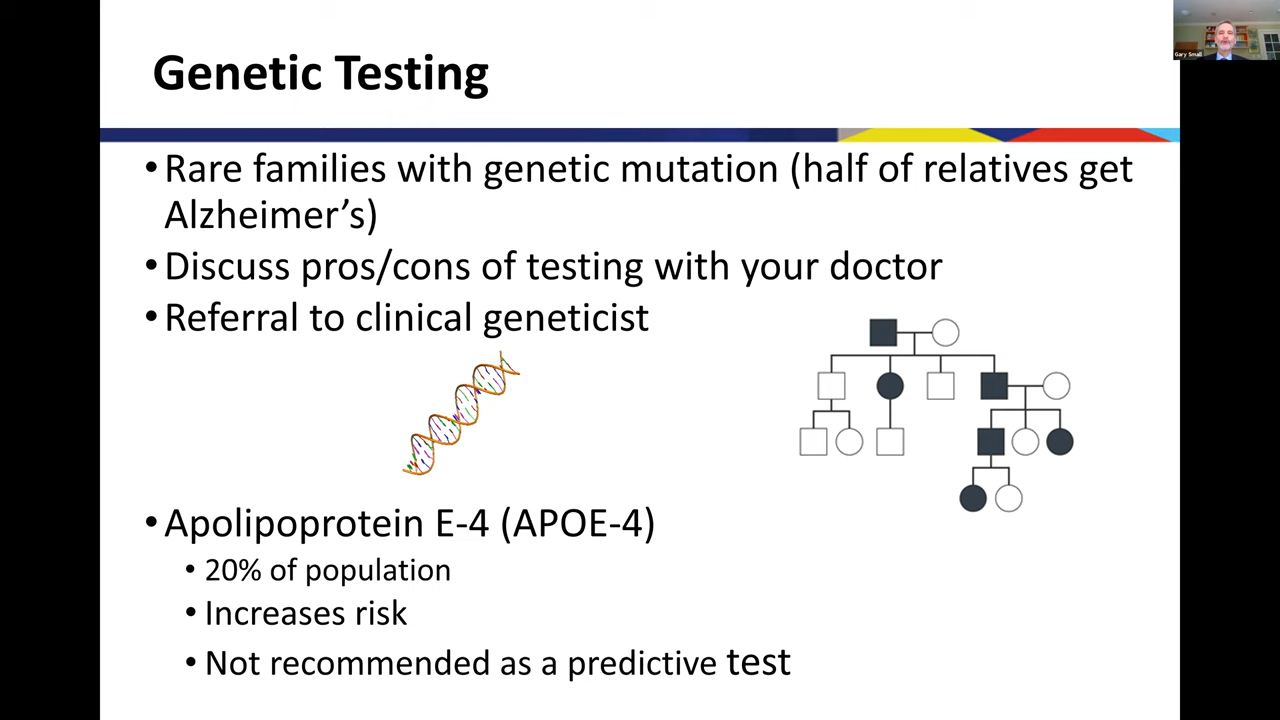 Genetic Testing
Gary Small
•Rare families with genetic mutation (half of relatives get
Alzheimer’s)
•Discuss pros/cons of testing with your doctor
•Referral to clinical geneticist
•Apolipoprotein E-4 (APOE-4)
• 20% of population
• Increases risk
• Not recommended as a predictive test